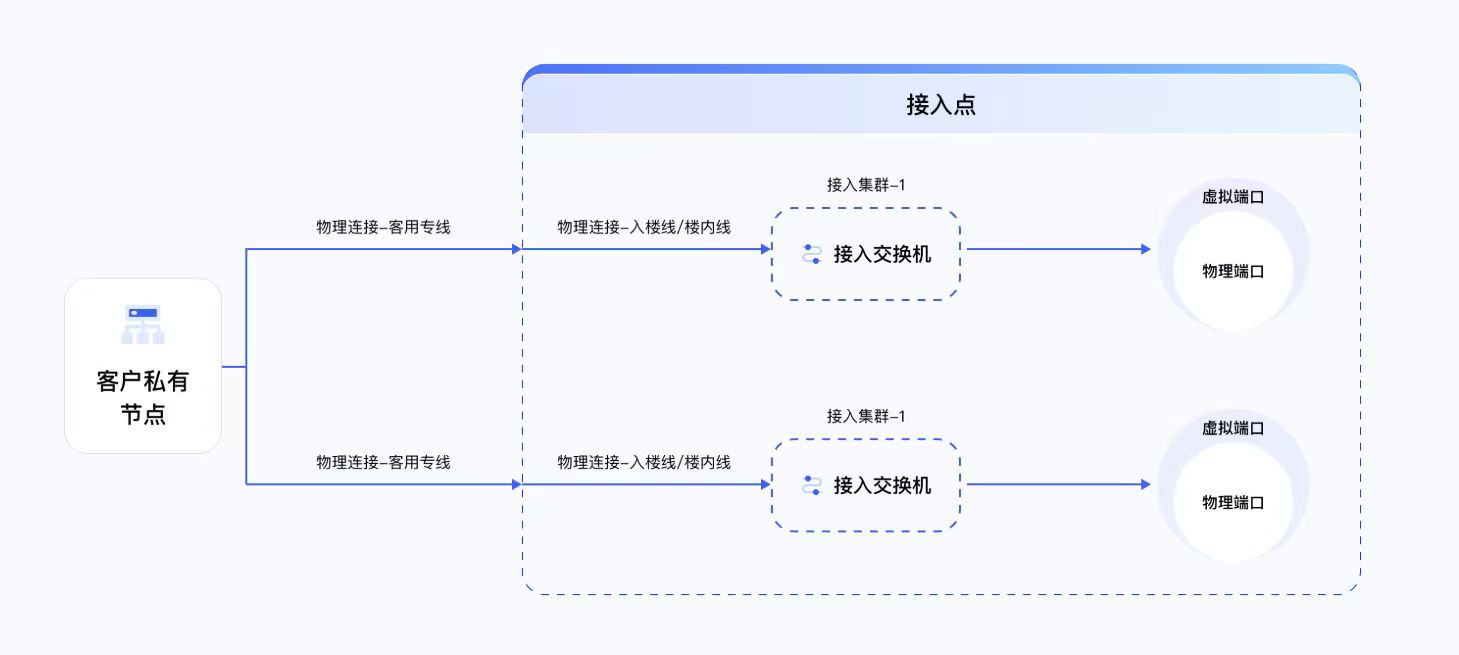 接入点
接入集群-1
虚拟端口
物理连接-客用专线
物理连接-入楼线/楼内线
接入交换机
物理端口
客户私有
节点
接入集群-1
虚拟端口
物理连接-客用专线
物理连接-入楼线/楼内线
接入交换机
物理端口